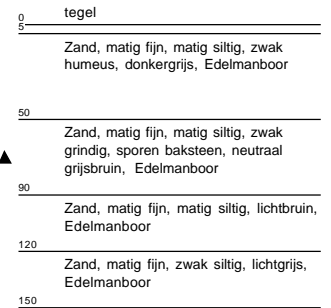 0 tegel
5
Zand, matig fijn, matig siltig, zwak
humeus, donkergrijs, Edelmanboor
50
Zand, matig fijn, matig siltig, zwak
grindig, sporen baksteen, neutraal
grijsbruin, Edelmanboor
90
Zand, matig fijn, matig siltig, lichtbruin,
Edelmanboor
120
Zand, matig fijn, zwak siltig, lichtgrijs,
Edelmanboor
150